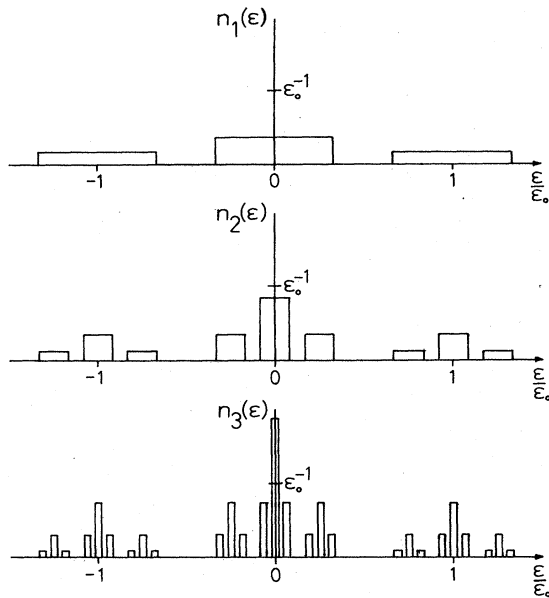 n₁(ε)
ε₀⁻¹
-1 0 1 ε/ε₀
n₂(ε)
ε₀⁻¹
-1 0 1 ε/ε₀
n₃(ε)
ε₀⁻¹
-1 0 1 ε/ε₀